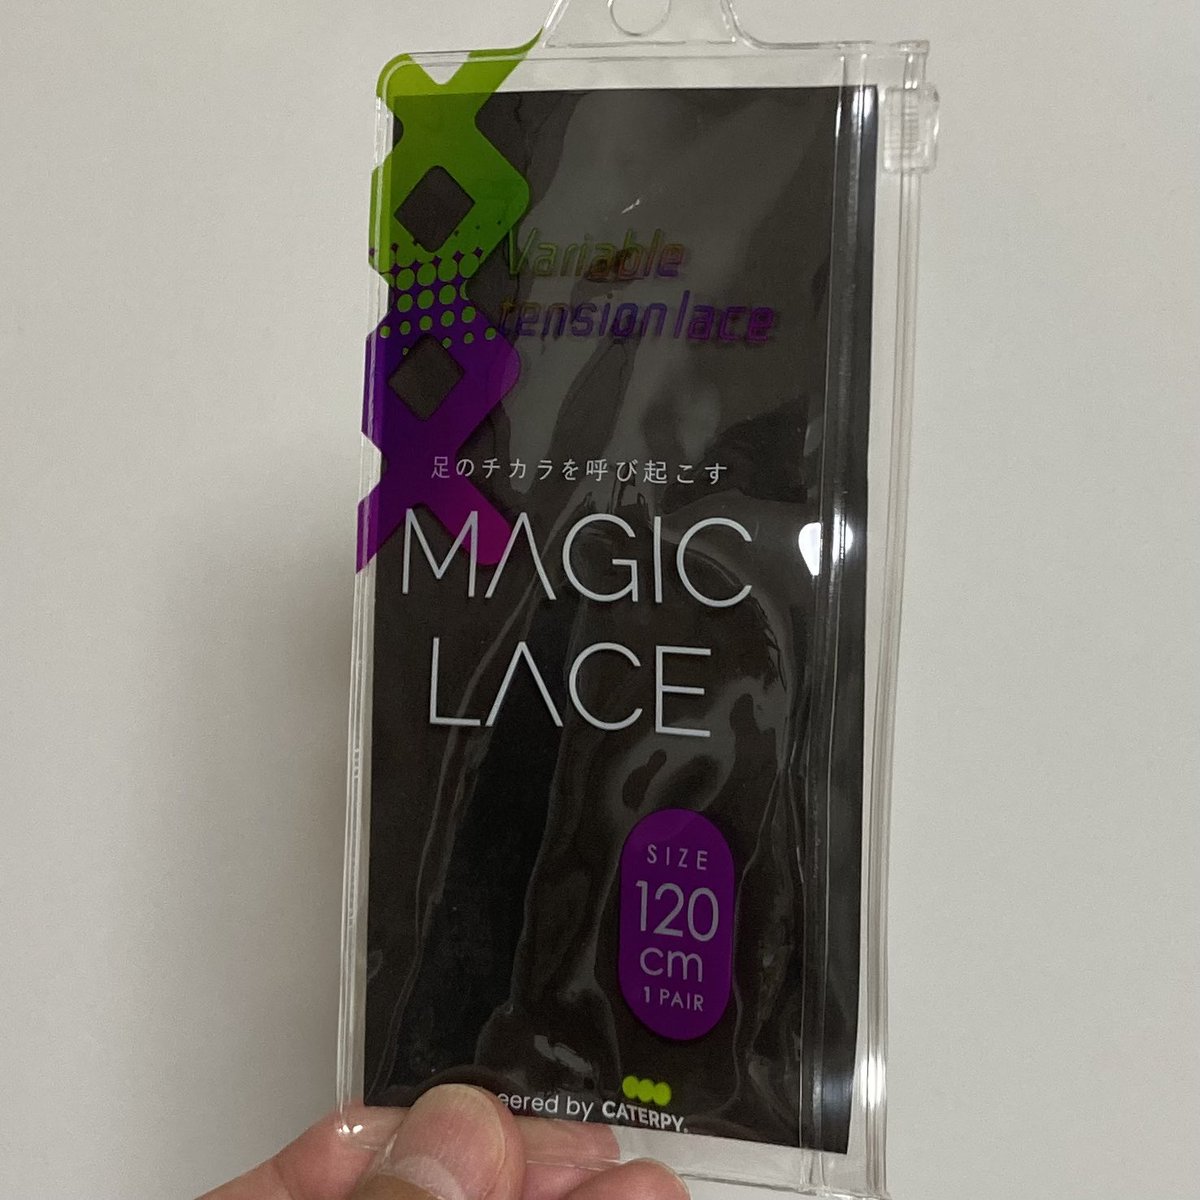 Variable
tension lace
足のチカラを呼び起こす
MAGIC
LACE
SIZE
120
cm
1 PAIR
by CATERPY